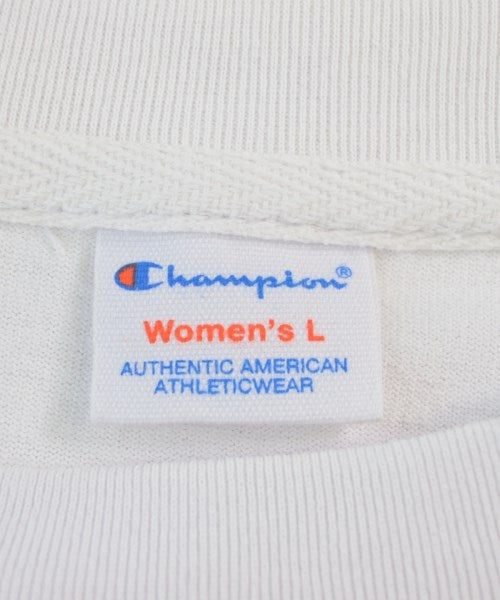 Champion®
Women's L
AUTHENTIC AMERICAN
ATHLETICWEAR